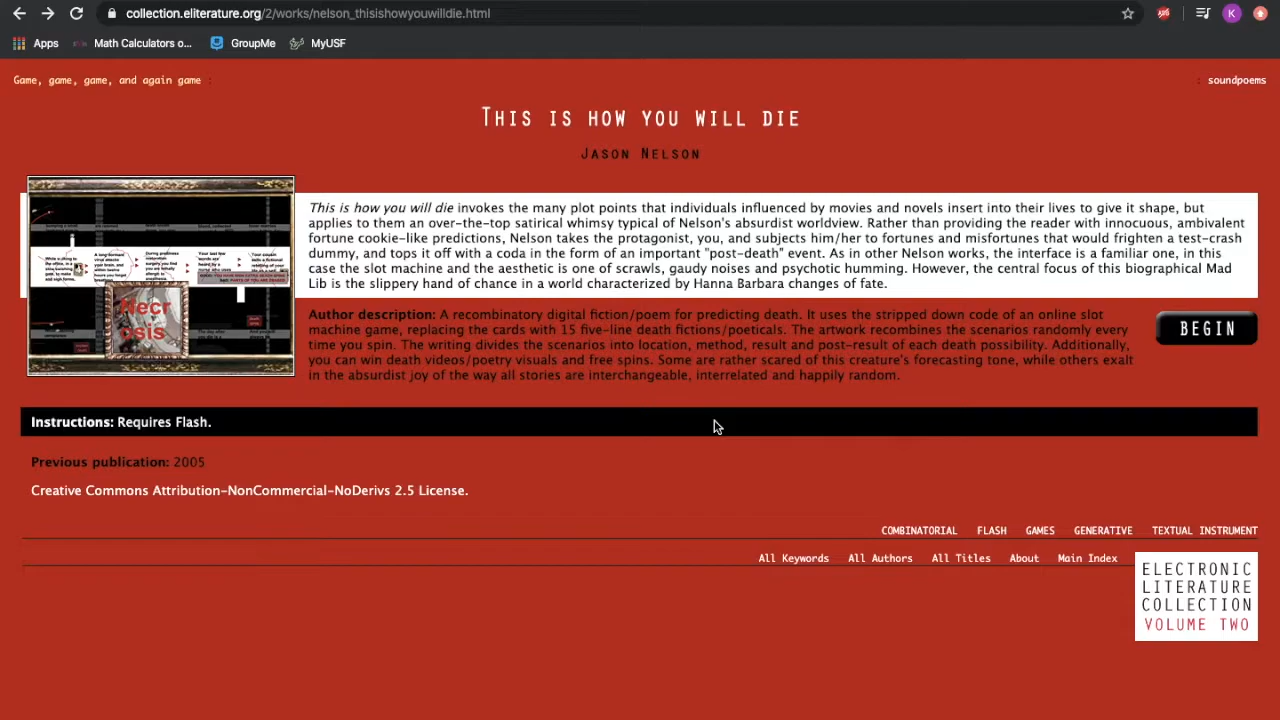 collection.eliterature.org/2/works/nelson_thisishowyouwilldie.html
K
Apps
Math Calculators o...
GroupMe
MyUSF
Game, game, game, and again game :
: soundpoems
This is how you will die
Jason Nelson
This is how you will die invokes the many plot points that individuals influenced by movies and novels insert into their lives to give it shape, but
applies to them an over-the-top satirical whimsy typical of Nelson's absurdist worldview. Rather than providing the reader with innocuous, ambivalent
fortune cookie-like predictions, Nelson takes the protagonist, you, and subjects him/her to fortunes and misfortunes that would frighten a test-crash
dummy, and tops it off with a coda in the form of an important "post-death" event. As in other Nelson works, the interface is a familiar one, in this
case the slot machine and the aesthetic is one of scrawls, gaudy noises and psychotic humming. However, the central focus of this biographical Mad
Lib is the slippery hand of chance in a world characterized by Hanna Barbara changes of fate.
Necr
osis
Author description: A recombinatory digital fiction/poem for predicting death. It uses the stripped down code of an online slot
machine game, replacing the cards with 15 five-line death fictions/poeticals. The artwork recombines the scenarios randomly every
time you spin. The writing divides the scenarios into location, method, result and post-result of each death possibility. Additionally,
you can win death videos/poetry visuals and free spins. Some are rather scared of this creature's forecasting tone, while others exalt
in the absurdist joy of the way all stories are interchangeable, interrelated and happily random.
BEGIN
Instructions: Requires Flash.
Previous publication: 2005
Creative Commons Attribution-NonCommercial-NoDerivs 2.5 License.
COMBINATORIAL FLASH GAMES GENERATIVE TEXTUAL INSTRUMENT
All Keywords All Authors All Titles About Main Index
ELECTRONIC
LITERATURE
COLLECTION
VOLUME TWO